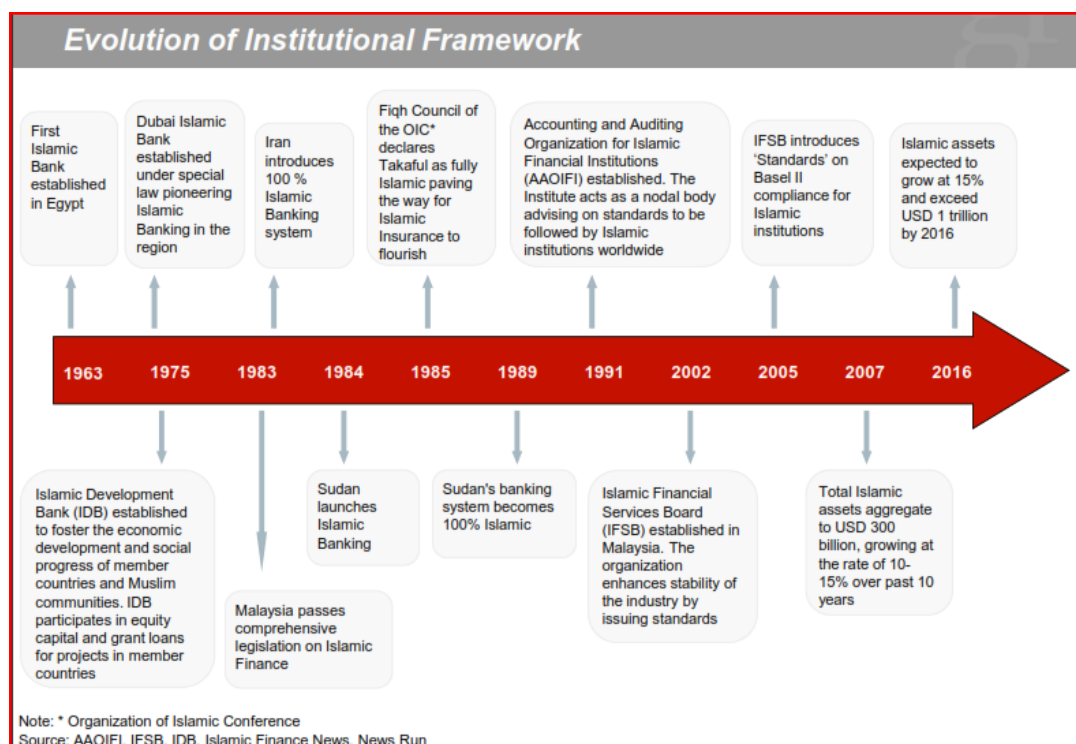 Evolution of Institutional Framework
First
Islamic
Bank
established
in Egypt
Dubai Islamic
Bank
established
under special
law pioneering
Islamic
Banking in the
region
Iran
introduces
100 %
Islamic
Banking
system
Fiqh Council of
the OIC*
declares
Takaful as fully
Islamic paving
the way for
Islamic
Insurance to
flourish
Accounting and Auditing
Organization for Islamic
Financial Institutions
(AAOIFI) established. The
Institute acts as a nodal body
advising on standards to be
followed by Islamic
institutions worldwide
IFSB introduces
‘Standards’ on
Basel II
compliance for
Islamic
institutions
Islamic assets
expected to
grow at 15%
and exceed
USD 1 trillion
by 2016
1963 1975 1983 1984 1985 1989 1991 2002 2005 2007 2016
Islamic Development
Bank (IDB) established
to foster the economic
development and social
progress of member
countries and Muslim
communities. IDB
participates in equity
capital and grant loans
for projects in member
countries
Malaysia passes
comprehensive
legislation on Islamic
Finance
Sudan
launches
Islamic
Banking
Sudan's banking
system becomes
100% Islamic
Islamic Financial
Services Board
(IFSB) established in
Malaysia. The
organization
enhances stability of
the industry by
issuing standards
Total Islamic
assets aggregate
to USD 300
billion, growing at
the rate of 10-
15% over past 10
years
Note: * Organization of Islamic Conference
Source: AAOIFI, IFSB, IDB, Islamic Finance News, News Run